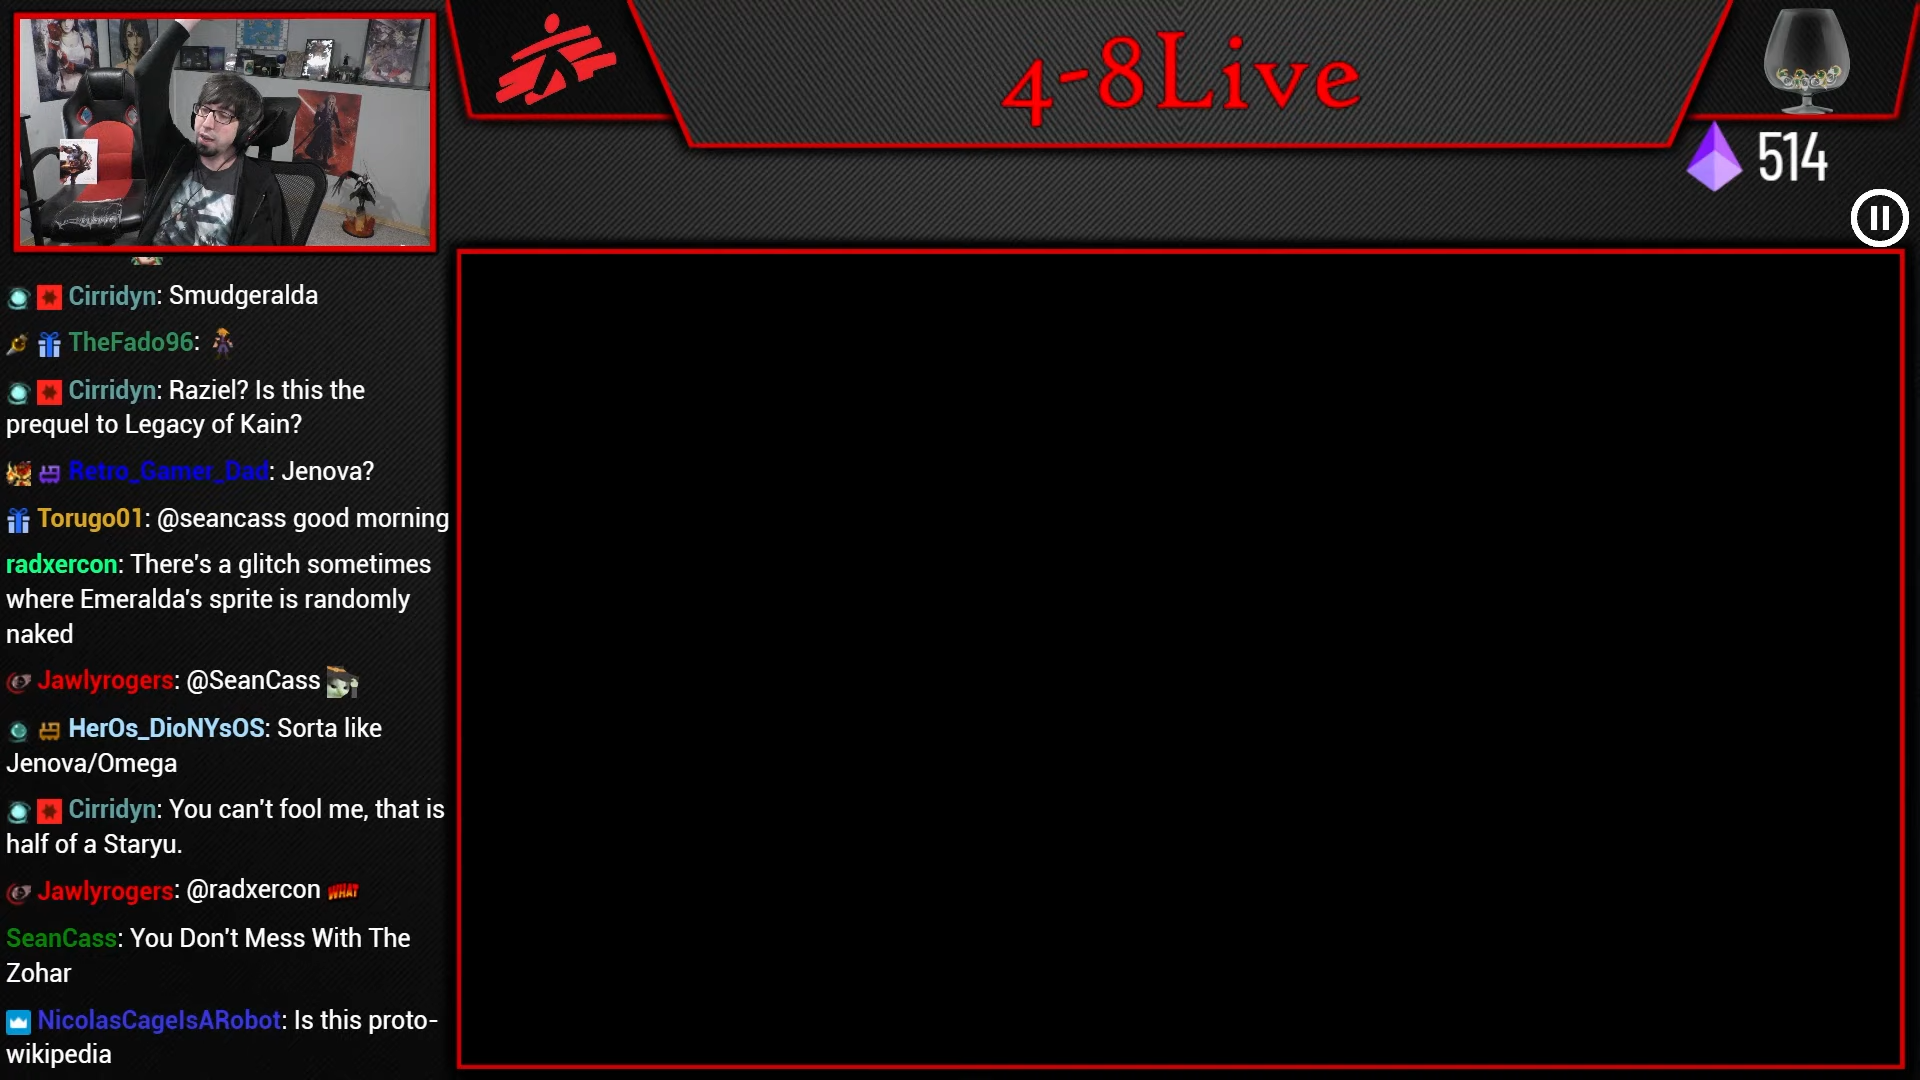 4-8Live
514
Cirridyn: Smudgeralda
TheFado96:
Cirridyn: Raziel? Is this the
prequel to Legacy of Kain?
Retro_Gamer_Dad: Jenova?
Torugo01: @seancass good morning
radxercon: There's a glitch sometimes
where Emeralda's sprite is randomly
naked
Jawlyrogers: @SeanCass
HerOs_DioNYsOS: Sorta like
Jenova/Omega
Cirridyn: You can't fool me, that is
half of a Staryu.
Jawlyrogers: @radxercon WHAT
SeanCass: You Don't Mess With The
Zohar
NicolasCageIsARobot: Is this proto-
wikipedia